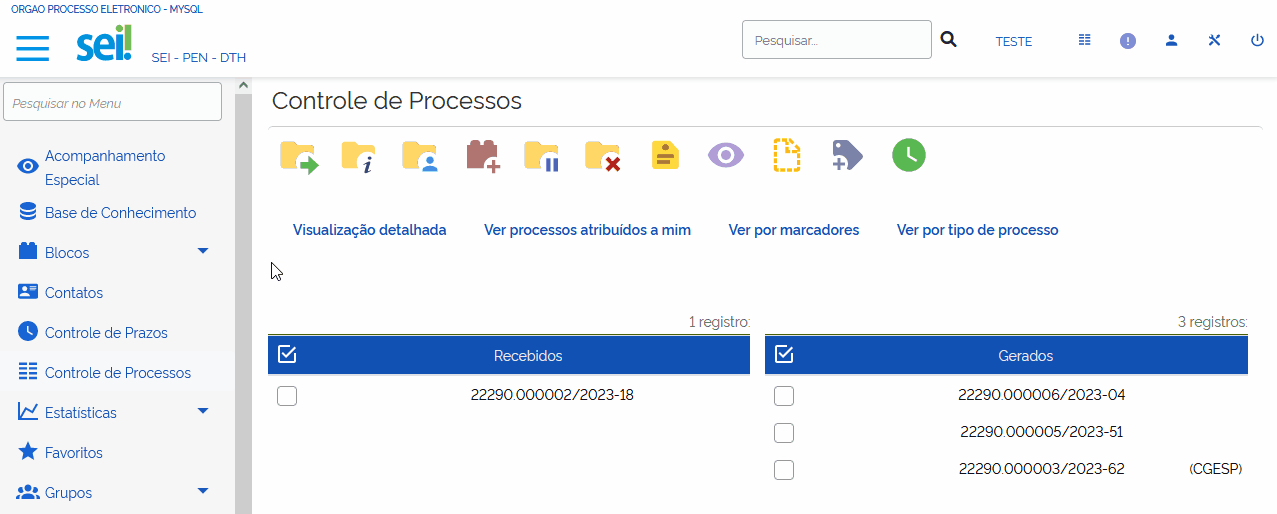 ORGAO PROCESSO ELETRONICO - MYSQL
sei!
SEI - PEN - DTH
Pesquisar...
TESTE
Pesquisar no Menu
Acompanhamento
Especial
Base de Conhecimento
Blocos
Contatos
Controle de Prazos
Controle de Processos
Estatísticas
Favoritos
Grupos
Controle de Processos
Visualização detalhada
Ver processos atribuídos a mim
Ver por marcadores
Ver por tipo de processo
1 registro:
Recebidos
22290.000002/2023-18
3 registros:
Gerados
22290.000006/2023-04
22290.000005/2023-51
22290.000003/2023-62 (CGESP)